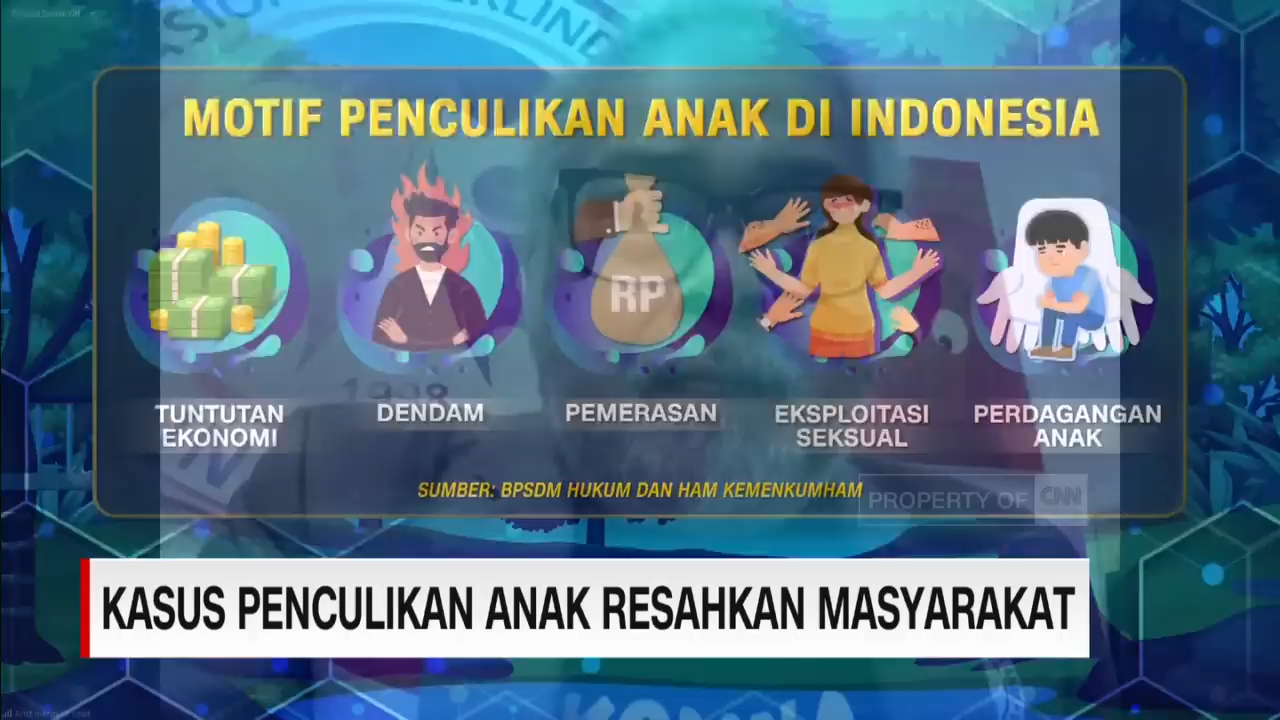 MOTIF PENCULIKAN ANAK DI INDONESIA
RP
1998
TUNTUTAN
EKONOMI
DENDAM
PEMERASAN
EKSPLOITASI
SEKSUAL
PERDAGANGAN
ANAK
SUMBER: BPSDM HUKUM DAN HAM KEMENKUMHAM
PROPERTY OF CNN
KASUS PENCULIKAN ANAK RESAHKAN MASYARAKAT